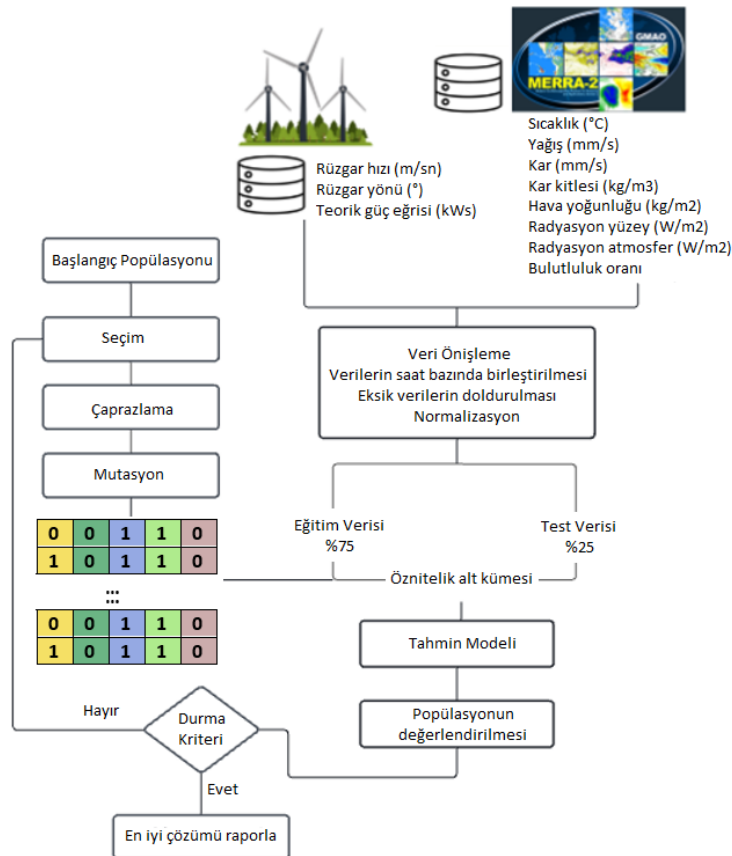 GMAO
MERRA-2
Sıcaklık (°C)
Yağış (mm/s)
Kar (mm/s)
Kar kitlesi (kg/m3)
Hava yoğunluğu (kg/m2)
Radyasyon yüzey (W/m2)
Radyasyon atmosfer (W/m2)
Bulutluluk oranı
Rüzgar hızı (m/sn)
Rüzgar yönü (°)
Teorik güç eğrisi (kWs)
Başlangıç Popülasyonu
Seçim
Çaprazlama
Mutasyon
0 0 1 1 0
1 0 1 1 0
...
0 0 1 1 0
1 0 1 1 0
Veri Önişleme
Verilerin saat bazında birleştirilmesi
Eksik verilerin doldurulması
Normalizasyon
Eğitim Verisi
%75
Test Verisi
%25
Öznitelik alt kümesi
Tahmin Modeli
Popülasyonun
değerlendirilmesi
Durma
Kriteri
Hayır
Evet
En iyi çözümü raporla